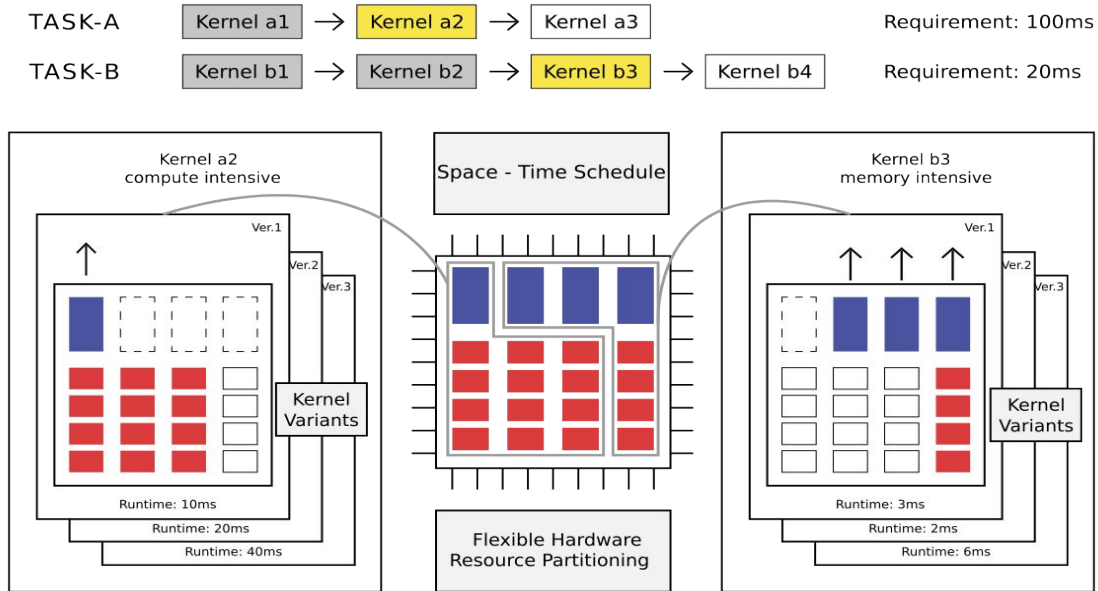 TASK-A Kernel a1 Kernel a2 Kernel a3 Requirement: 100ms
TASK-B Kernel b1 Kernel b2 Kernel b3 Kernel b4 Requirement: 20ms
Kernel a2
compute intensive
Ver.1
Ver.2
Ver.3
Kernel
Variants
Runtime: 10ms
Runtime: 20ms
Runtime: 40ms
Space - Time Schedule
Flexible Hardware
Resource Partitioning
Kernel b3
memory intensive
Ver.1
Ver.2
Ver.3
Kernel
Variants
Runtime: 3ms
Runtime: 2ms
Runtime: 6ms